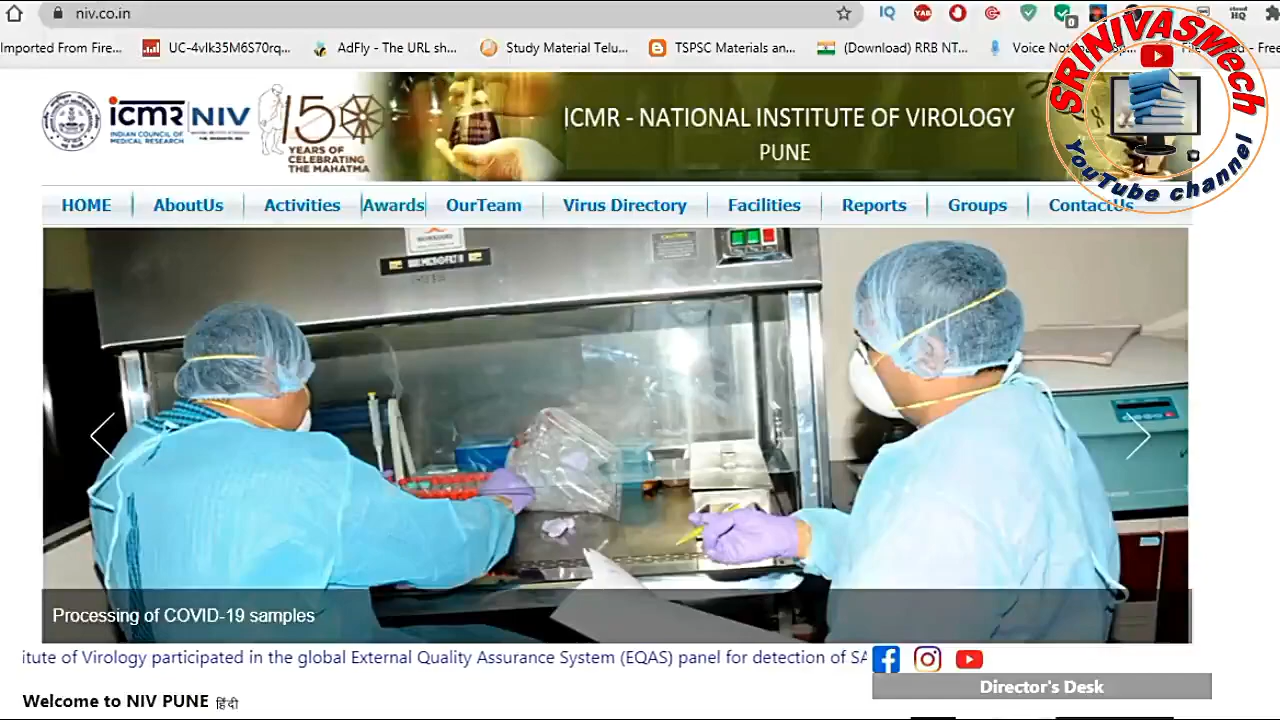 niv.co.in
IQ
YAB
HQ
Imported From Fire...
UC-4vlk35M6S70rq...
AdFly - The URL sh...
Study Material Telu...
TSPSC Materials an...
(Download) RRB NT...
SRINIVASMech
YouTube channel
icmr NIV
INDIAN COUNCIL OF
MEDICAL RESEARCH
150
YEARS OF
CELEBRATING
THE MAHATMA
ICMR - NATIONAL INSTITUTE OF VIROLOGY
PUNE
HOME AboutUs Activities Awards OurTeam Virus Directory Facilities Reports Groups ContactUs
Processing of COVID-19 samples
itute of Virology participated in the global External Quality Assurance System (EQAS) panel for detection of SA
Director's Desk
Welcome to NIV PUNE हिंदी